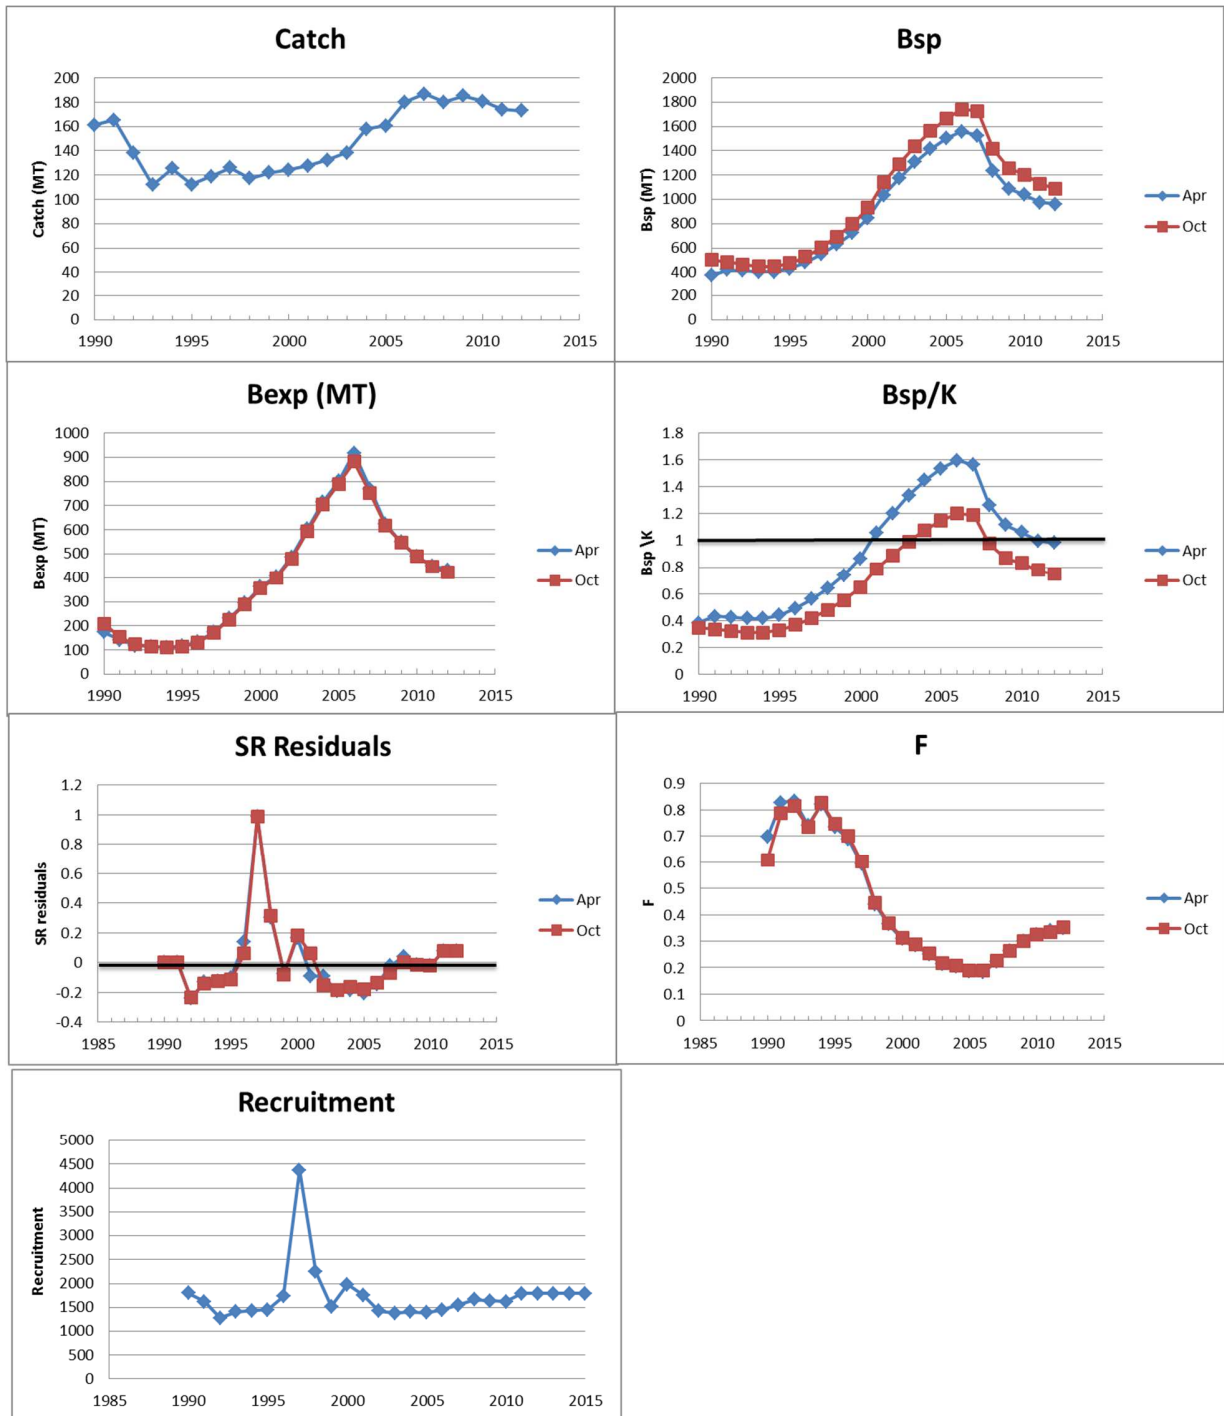 Catch
Catch (MT)
200
180
160
140
120
100
80
60
40
20
0
1990 1995 2000 2005 2010 2015
Bsp
Bsp (MT)
2000
1800
1600
1400
1200
1000
800
600
400
200
0
1990 1995 2000 2005 2010 2015
Apr
Oct
Bexp (MT)
Bexp (MT)
1000
900
800
700
600
500
400
300
200
100
0
1990 1995 2000 2005 2010 2015
Apr
Oct
Bsp/K
Bsp \K
1.8
1.6
1.4
1.2
1
0.8
0.6
0.4
0.2
0
1990 1995 2000 2005 2010 2015
Apr
Oct
SR Residuals
SR residuals
1.2
1
0.8
0.6
0.4
0.2
0
-0.2
-0.4
1985 1990 1995 2000 2005 2010 2015
Apr
Oct
F
F
0.9
0.8
0.7
0.6
0.5
0.4
0.3
0.2
0.1
0
1985 1990 1995 2000 2005 2010 2015
Apr
Oct
Recruitment
Recruitment
5000
4500
4000
3500
3000
2500
2000
1500
1000
500
0
1985 1990 1995 2000 2005 2010 2015